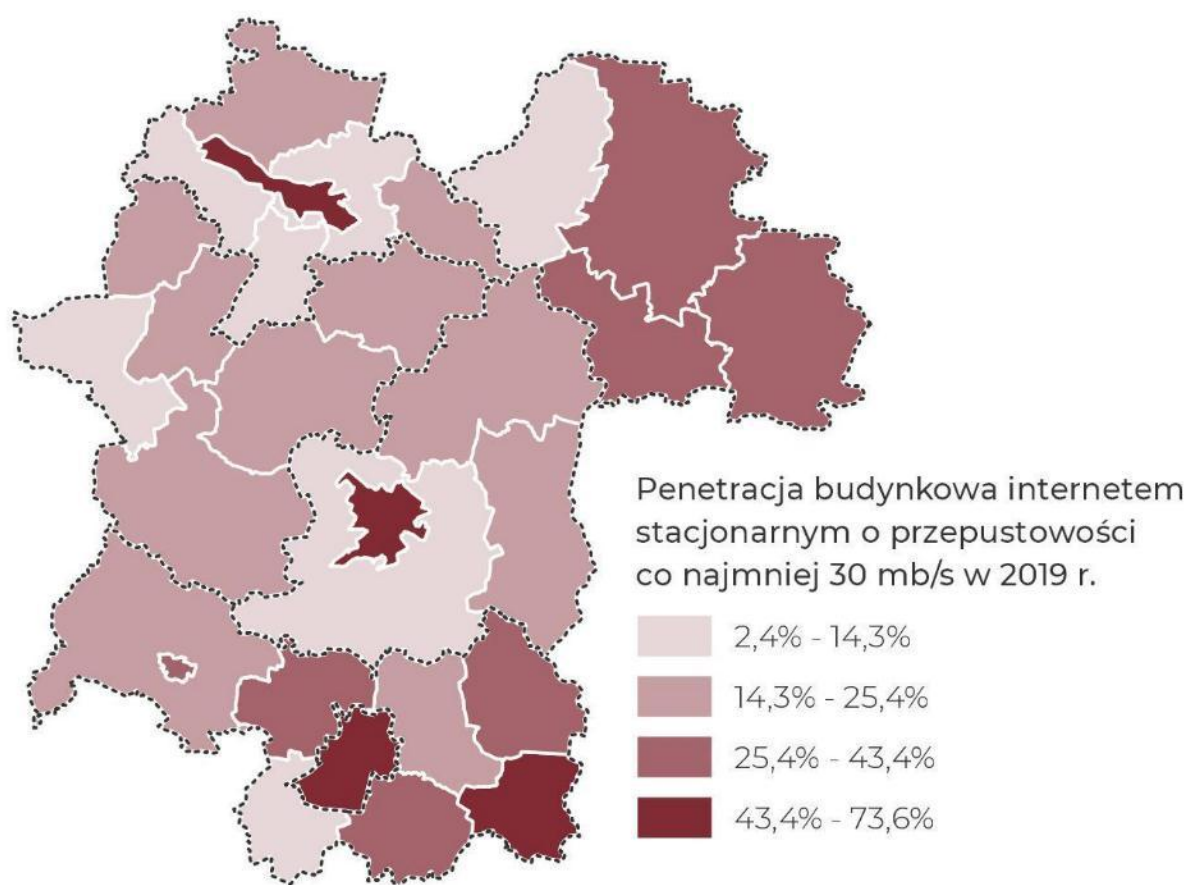 Penetracja budynkowa internetem
stacjonarnym o przepustowości
co najmniej 30 mb/s w 2019 r.
2,4% - 14,3%
14,3% - 25,4%
25,4% - 43,4%
43,4% - 73,6%